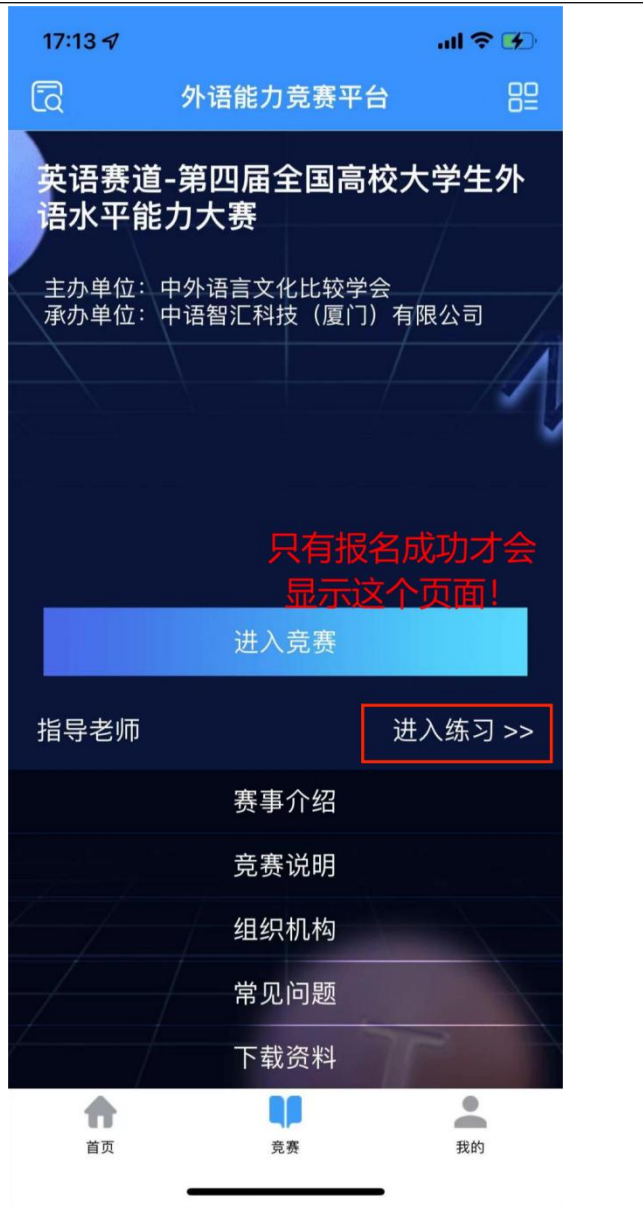 17:13
外语能力竞赛平台
英语赛道-第四届全国高校大学生外
语水平能力大赛
主办单位：中外语言文化比较学会
承办单位：中语智汇科技（厦门）有限公司
只有报名成功才会
显示这个页面！
进入竞赛
指导老师
进入练习 >>
赛事介绍
竞赛说明
组织机构
常见问题
下载资料
首页
竞赛
我的